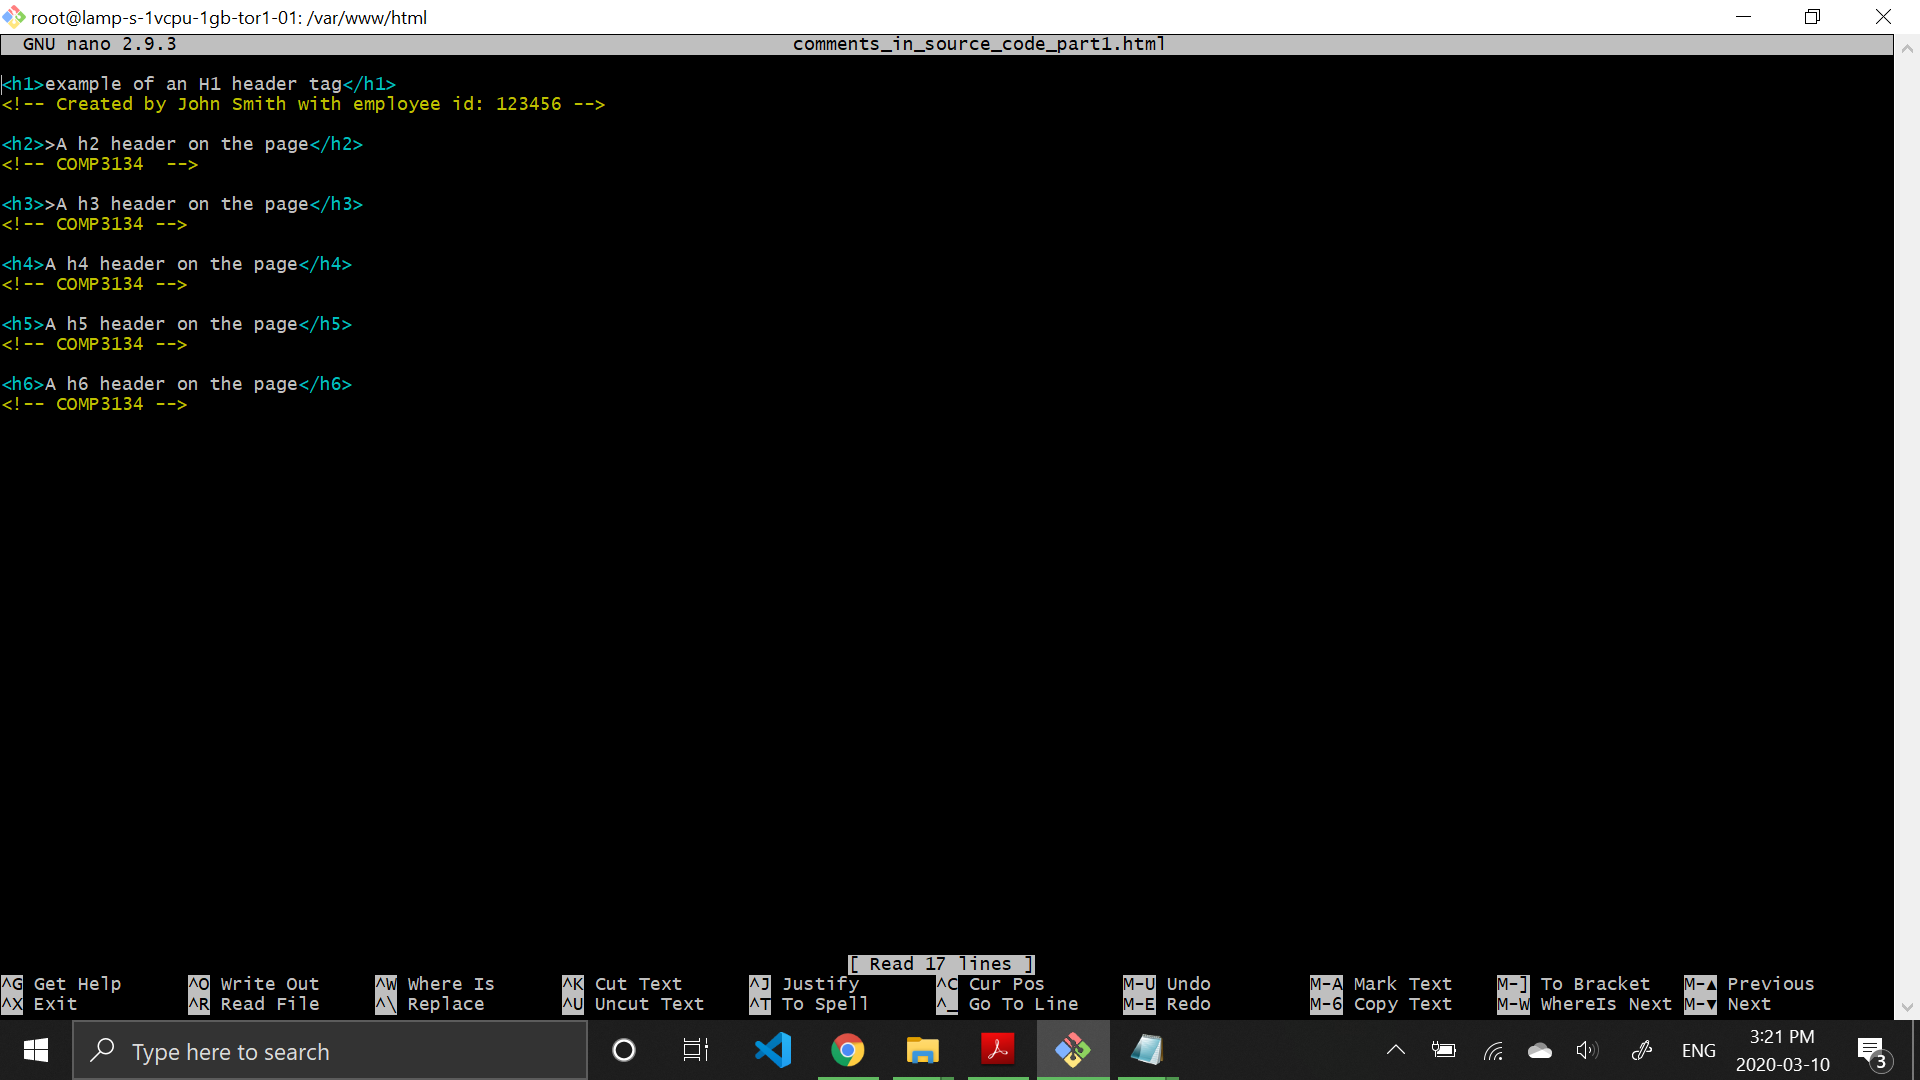 root@lamp-s-1vcpu-1gb-tor1-01: /var/www/html
GNU nano 2.9.3 comments_in_source_code_part1.html
<h1>example of an H1 header tag</h1>
<!-- Created by John Smith with employee id: 123456 -->
<h2>>A h2 header on the page</h2>
<!-- COMP3134  -->
<h3>>A h3 header on the page</h3>
<!-- COMP3134 -->
<h4>A h4 header on the page</h4>
<!-- COMP3134 -->
<h5>A h5 header on the page</h5>
<!-- COMP3134 -->
<h6>A h6 header on the page</h6>
<!-- COMP3134 -->
[ Read 17 lines ]
^G Get Help ^O Write Out ^W Where Is ^K Cut Text ^J Justify ^C Cur Pos M-U Undo M-A Mark Text M-] To Bracket M-▲ Previous
^X Exit ^R Read File ^\ Replace ^U Uncut Text ^T To Spell ^_ Go To Line M-E Redo M-6 Copy Text M-W WhereIs Next M-▼ Next
Type here to search
ENG
3:21 PM
2020-03-10
3